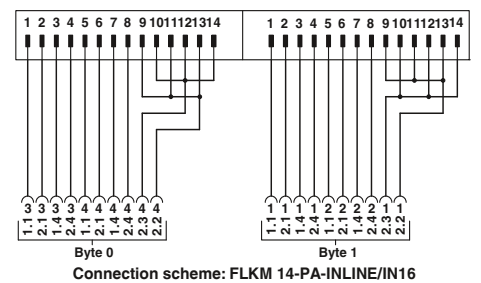 1 2 3 4 5 6 7 8 9 10 11 12 13 14
1 2 3 4 5 6 7 8 9 10 11 12 13 14
3 3 3 3 4 4 4 4 4 4
1.1 2.1 1.4 2.4 1.1 2.1 1.4 2.4 2.3 2.2
1 1 1 1 2 2 2 2 1 1
1.1 2.1 1.4 2.4 1.1 2.1 1.4 2.4 2.3 2.2
Byte 0
Byte 1
Connection scheme: FLKM 14-PA-INLINE/IN16